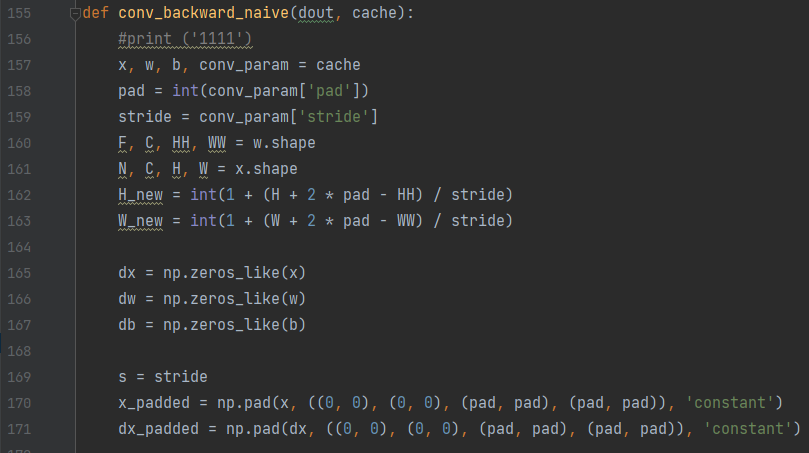 155 def conv_backward_naive(dout, cache):
156 #print ('1111')
157 x, w, b, conv_param = cache
158 pad = int(conv_param['pad'])
159 stride = conv_param['stride']
160 F, C, HH, WW = w.shape
161 N, C, H, W = x.shape
162 H_new = int(1 + (H + 2 * pad - HH) / stride)
163 W_new = int(1 + (W + 2 * pad - WW) / stride)
164
165 dx = np.zeros_like(x)
166 dw = np.zeros_like(w)
167 db = np.zeros_like(b)
168
169 s = stride
170 x_padded = np.pad(x, ((0, 0), (0, 0), (pad, pad), (pad, pad)), 'constant')
171 dx_padded = np.pad(dx, ((0, 0), (0, 0), (pad, pad), (pad, pad)), 'constant')